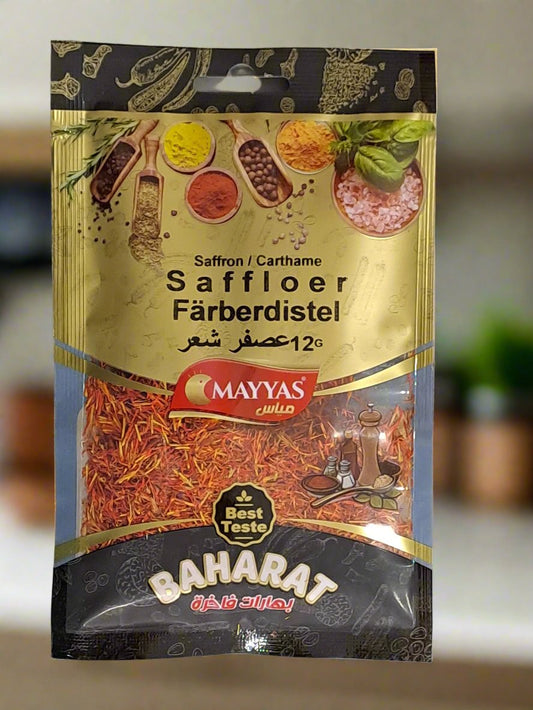 Saffron / Carthame
Saffloer
Färberdistel
عصفر شعر 12G
MAYYAS®
مياس
Best
Teste
BAHARAT
بهارات فاخرة